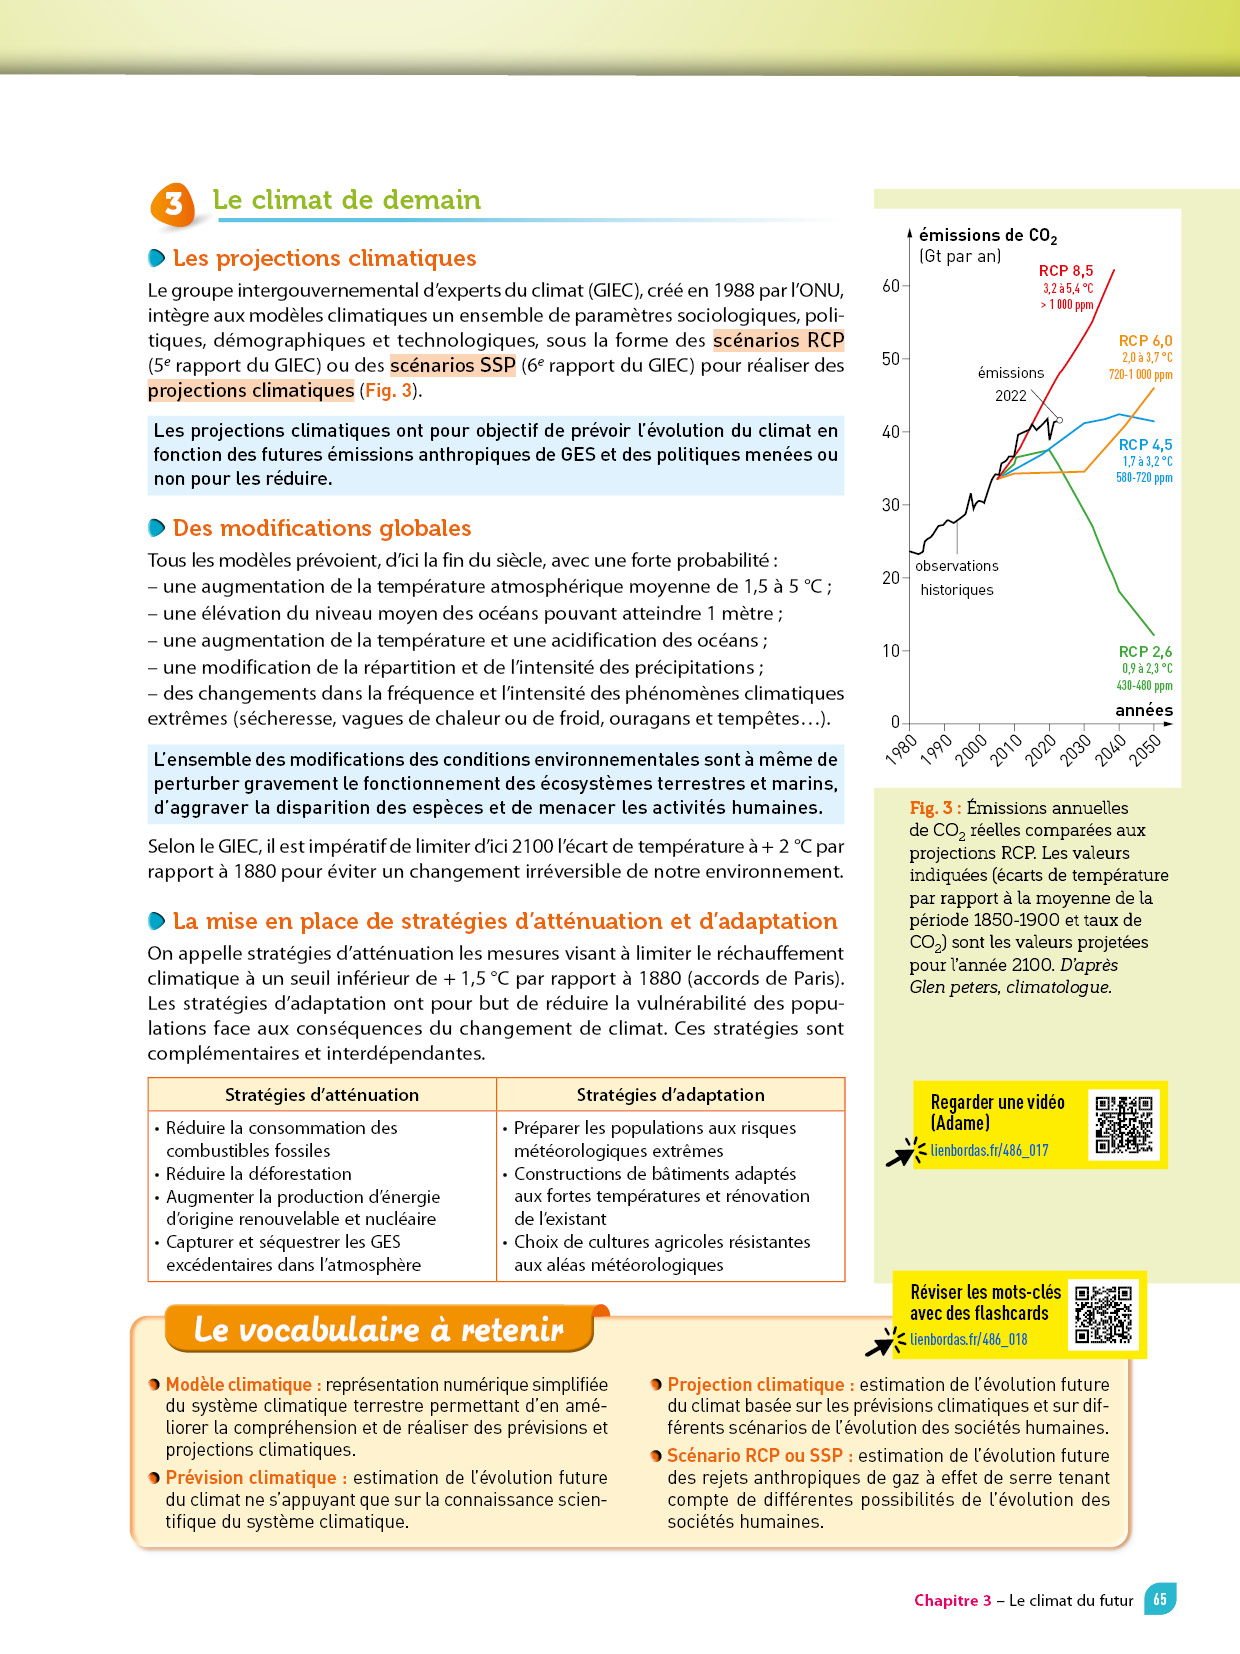 3 Le climat de demain
Les projections climatiques
Le groupe intergouvernemental d’experts du climat (GIEC), créé en 1988 par l’ONU,
intègre aux modèles climatiques un ensemble de paramètres sociologiques, poli-
tiques, démographiques et technologiques, sous la forme des scénarios RCP
(5e rapport du GIEC) ou des scénarios SSP (6e rapport du GIEC) pour réaliser des
projections climatiques (Fig. 3).
Les projections climatiques ont pour objectif de prévoir l’évolution du climat en
fonction des futures émissions anthropiques de GES et des politiques menées ou
non pour les réduire.
Des modifications globales
Tous les modèles prévoient, d’ici la fin du siècle, avec une forte probabilité :
– une augmentation de la température atmosphérique moyenne de 1,5 à 5 °C ;
– une élévation du niveau moyen des océans pouvant atteindre 1 mètre ;
– une augmentation de la température et une acidification des océans ;
– une modification de la répartition et de l’intensité des précipitations ;
– des changements dans la fréquence et l’intensité des phénomènes climatiques
extrêmes (sécheresse, vagues de chaleur ou de froid, ouragans et tempêtes…).
L’ensemble des modifications des conditions environnementales sont à même de
perturber gravement le fonctionnement des écosystèmes terrestres et marins,
d’aggraver la disparition des espèces et de menacer les activités humaines.
Selon le GIEC, il est impératif de limiter d’ici 2100 l’écart de température à + 2 °C par
rapport à 1880 pour éviter un changement irréversible de notre environnement.
La mise en place de stratégies d’atténuation et d’adaptation
On appelle stratégies d’atténuation les mesures visant à limiter le réchauffement
climatique à un seuil inférieur de + 1,5 °C par rapport à 1880 (accords de Paris).
Les stratégies d’adaptation ont pour but de réduire la vulnérabilité des popu-
lations face aux conséquences du changement de climat. Ces stratégies sont
complémentaires et interdépendantes.
Stratégies d’atténuation
• Réduire la consommation des
combustibles fossiles
• Réduire la déforestation
• Augmenter la production d’énergie
d’origine renouvelable et nucléaire
• Capturer et séquestrer les GES
excédentaires dans l’atmosphère
Stratégies d’adaptation
• Préparer les populations aux risques
météorologiques extrêmes
• Constructions de bâtiments adaptés
aux fortes températures et rénovation
de l’existant
• Choix de cultures agricoles résistantes
aux aléas météorologiques
émissions de CO2
(Gt par an)
60
50
40
30
20
10
0
RCP 8,5
3,2 à 5,4 °C
> 1 000 ppm
RCP 6,0
2,0 à 3,7 °C
720-1 000 ppm
émissions
2022
RCP 4,5
1,7 à 3,2 °C
580-720 ppm
observations
historiques
RCP 2,6
0,9 à 2,3 °C
430-480 ppm
années
1980
1990
2000
2010
2020
2030
2040
2050
Fig. 3 : Émissions annuelles
de CO2 réelles comparées aux
projections RCP. Les valeurs
indiquées (écarts de température
par rapport à la moyenne de la
période 1850-1900 et taux de
CO2) sont les valeurs projetées
pour l’année 2100. D’après
Glen peters, climatologue.
Regarder une vidéo
(Adame)
lienbordas.fr/486_017
Réviser les mots-clés
avec des flashcards
lienbordas.fr/486_018
Le vocabulaire à retenir
Modèle climatique : représentation numérique simplifiée
du système climatique terrestre permettant d’en amé-
liorer la compréhension et de réaliser des prévisions et
projections climatiques.
Prévision climatique : estimation de l’évolution future
du climat ne s’appuyant que sur la connaissance scien-
tifique du système climatique.
Projection climatique : estimation de l’évolution future
du climat basée sur les prévisions climatiques et sur dif-
férents scénarios de l’évolution des sociétés humaines.
Scénario RCP ou SSP : estimation de l’évolution future
des rejets anthropiques de gaz à effet de serre tenant
compte de différentes possibilités de l’évolution des
sociétés humaines.
Chapitre 3 – Le climat du futur 65